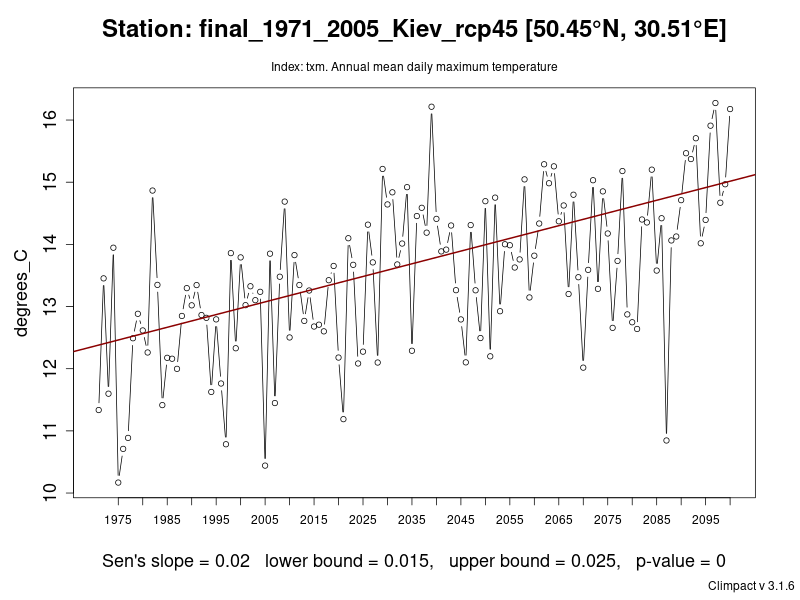 Station: final_1971_2005_Kiev_rcp45 [50.45°N, 30.51°E]
Index: txm. Annual mean daily maximum temperature
degrees_C
16
15
14
13
12
11
10
1975 1985 1995 2005 2015 2025 2035 2045 2055 2065 2075 2085 2095
Sen's slope = 0.02 lower bound = 0.015, upper bound = 0.025, p-value = 0
Climpact v 3.1.6